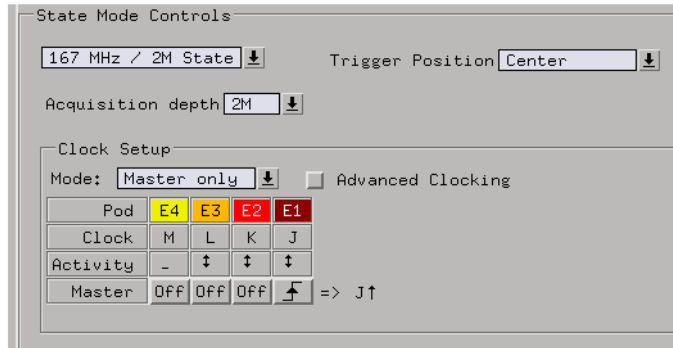 State Mode Controls
167 MHz / 2M State Trigger Position Center
Acquisition depth 2M
Clock Setup
Mode: Master only Advanced Clocking
Pod E4 E3 E2 E1
Clock M L K J
Activity - ↕ ↕ ↕
Master Off Off Off => J↑